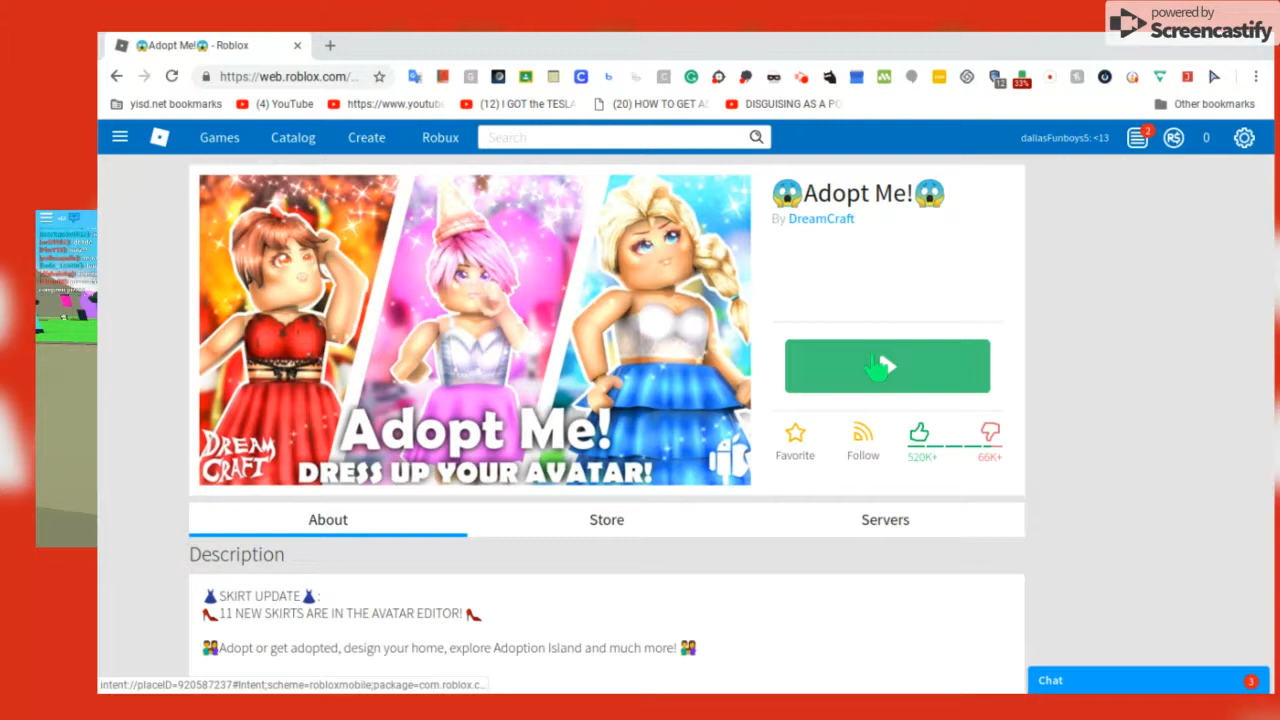 powered by
Screencastify
😱Adopt Me!😱 - Roblox
https://web.roblox.com/...
12
33%
yisd.net bookmarks
(4) YouTube
https://www.youtube
(12) I GOT the TESLA
(20) HOW TO GET A
DISGUISING AS A PO
Other bookmarks
Games
Catalog
Create
Robux
Search
dallasFunboys5: <13
2
R$
0
😱Adopt Me!😱
By DreamCraft
Adopt Me!
DREAM
CRAFT
DRESS UP YOUR AVATAR!
Favorite
Follow
520K+
66K+
About
Store
Servers
Description
👗SKIRT UPDATE👗:
👠11 NEW SKIRTS ARE IN THE AVATAR EDITOR! 👠
👫Adopt or get adopted, design your home, explore Adoption Island and much more! 👫
intent://placeID=920587237#Intent;scheme=robloxmobile;package=com.roblox.c...
Chat
3